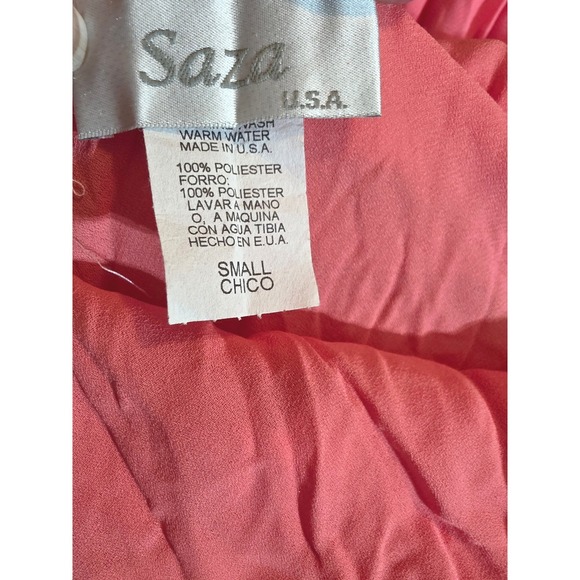 Saza
U.S.A.
WASH
WARM WATER
MADE IN U.S.A.
100% POLIESTER
FORRO:
100% POLIESTER
LAVAR A MANO
O, A MAQUINA
CON AGUA TIBIA
HECHO EN E.U.A.
SMALL
CHICO